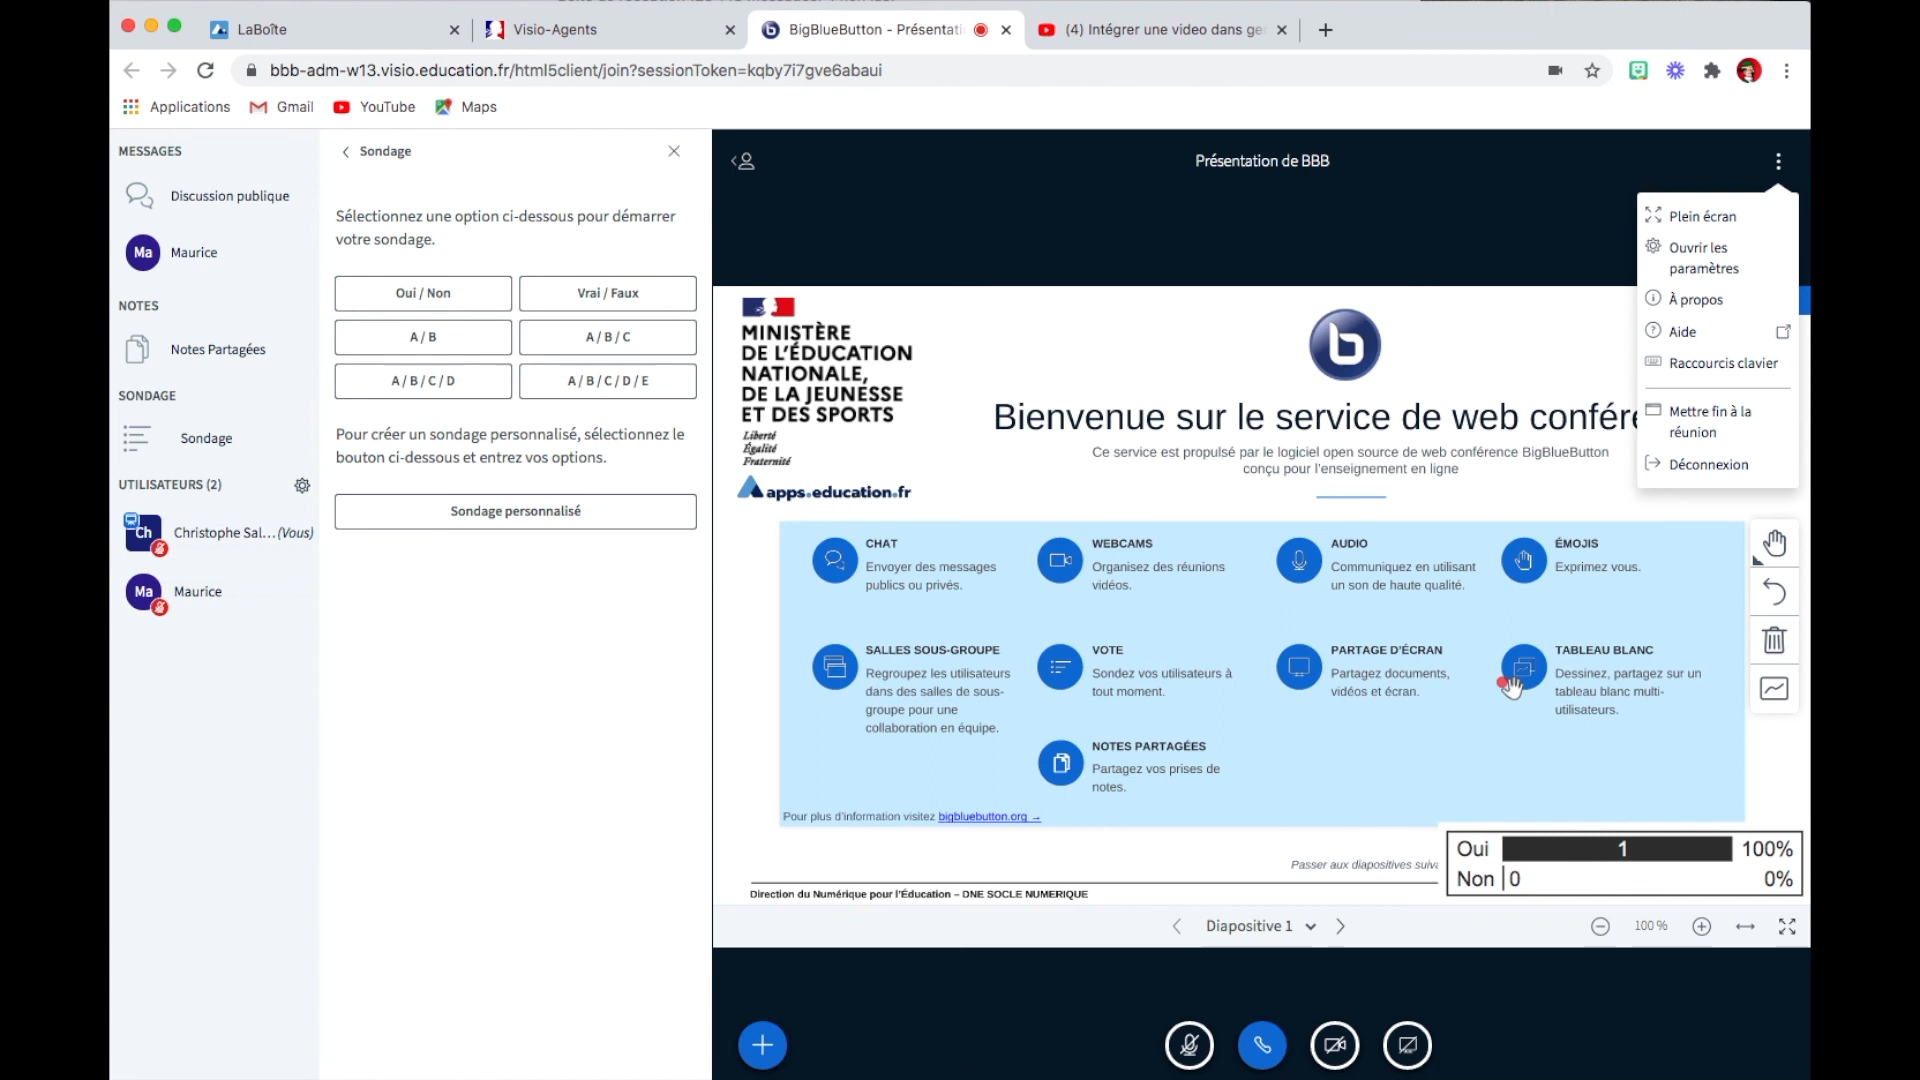 LaBoîte
Visio-Agents
BigBlueButton - Présentati
(4) Intégrer une video dans ge
bbb-adm-w13.visio.education.fr/html5client/join?sessionToken=kqby7i7gve6abaui
Applications
Gmail
YouTube
Maps
MESSAGES
Discussion publique
Ma
Maurice
NOTES
Notes Partagées
SONDAGE
Sondage
UTILISATEURS (2)
Ch
Christophe Sal... (Vous)
Ma
Maurice
Sondage
Sélectionnez une option ci-dessous pour démarrer
votre sondage.
Oui / Non
Vrai / Faux
A / B
A / B / C
A / B / C / D
A / B / C / D / E
Pour créer un sondage personnalisé, sélectionnez le
bouton ci-dessous et entrez vos options.
Sondage personnalisé
Présentation de BBB
Plein écran
Ouvrir les
paramètres
À propos
Aide
Raccourcis clavier
Mettre fin à la
réunion
Déconnexion
MINISTÈRE
DE L'ÉDUCATION
NATIONALE,
DE LA JEUNESSE
ET DES SPORTS
Liberté
Égalité
Fraternité
apps.education.fr
b
Bienvenue sur le service de web confére
Ce service est propulsé par le logiciel open source de web conférence BigBlueButton
conçu pour l'enseignement en ligne
CHAT
Envoyer des messages
publics ou privés.
WEBCAMS
Organisez des réunions
vidéos.
AUDIO
Communiquez en utilisant
un son de haute qualité.
ÉMOJIS
Exprimez vous.
SALLES SOUS-GROUPE
Regroupez les utilisateurs
dans des salles de sous-
groupe pour une
collaboration en équipe.
VOTE
Sondez vos utilisateurs à
tout moment.
PARTAGE D'ÉCRAN
Partagez documents,
vidéos et écran.
TABLEAU BLANC
Dessinez, partagez sur un
tableau blanc multi-
utilisateurs.
NOTES PARTAGÉES
Partagez vos prises de
notes.
Pour plus d'information visitez bigbluebutton.org →
Passer aux diapositives suiva
Direction du Numérique pour l'Éducation – DNE SOCLE NUMERIQUE
Oui 1 100%
Non 0 0%
Diapositive 1
100 %